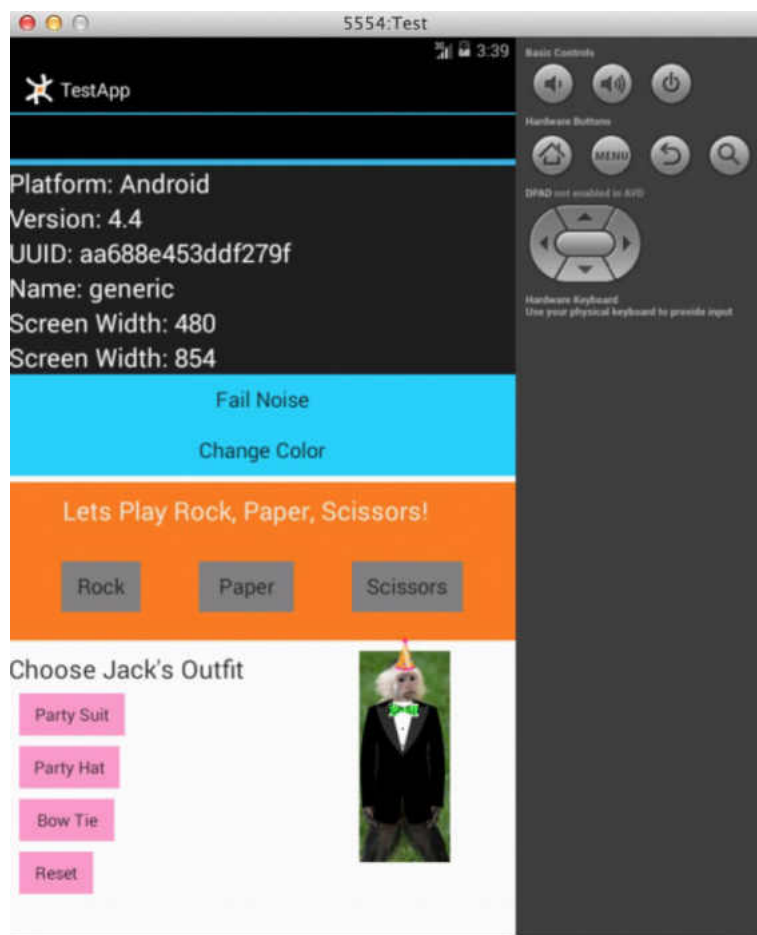 5554:Test
3G 3:39
TestApp
Platform: Android
Version: 4.4
UUID: aa688e453ddf279f
Name: generic
Screen Width: 480
Screen Width: 854
Fail Noise
Change Color
Lets Play Rock, Paper, Scissors!
Rock Paper Scissors
Choose Jack's Outfit
Party Suit
Party Hat
Bow Tie
Reset
Basic Controls
Hardware Buttons
MENU
DPAD not enabled in AVD
Hardware Keyboard
Use your physical keyboard to provide input